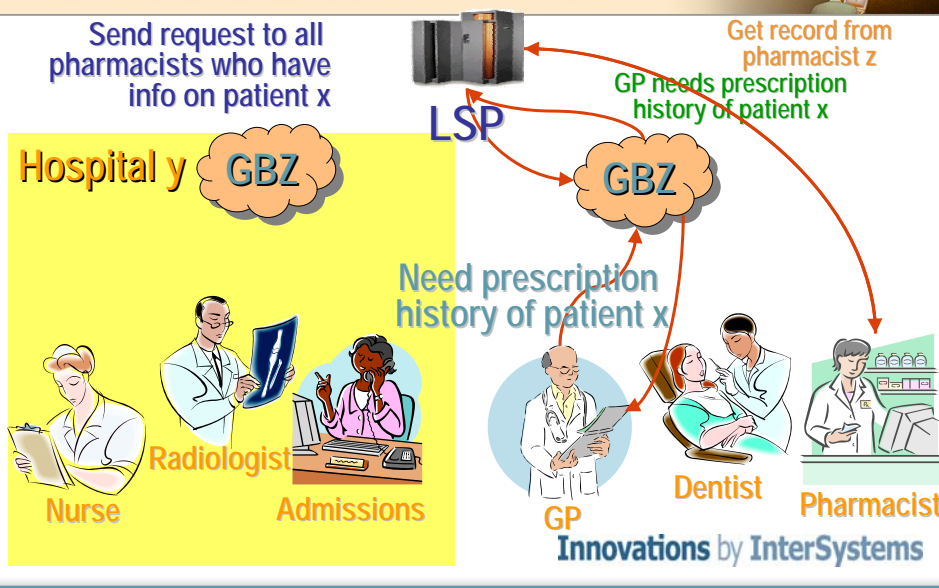 Send request to all
pharmacists who have
info on patient x
Get record from
pharmacist z
GP needs prescription
history of patient x
LSP
Hospital y
GBZ
GBZ
Need prescription
history of patient x
Nurse
Radiologist
Admissions
GP
Dentist
Pharmacist
Innovations by InterSystems